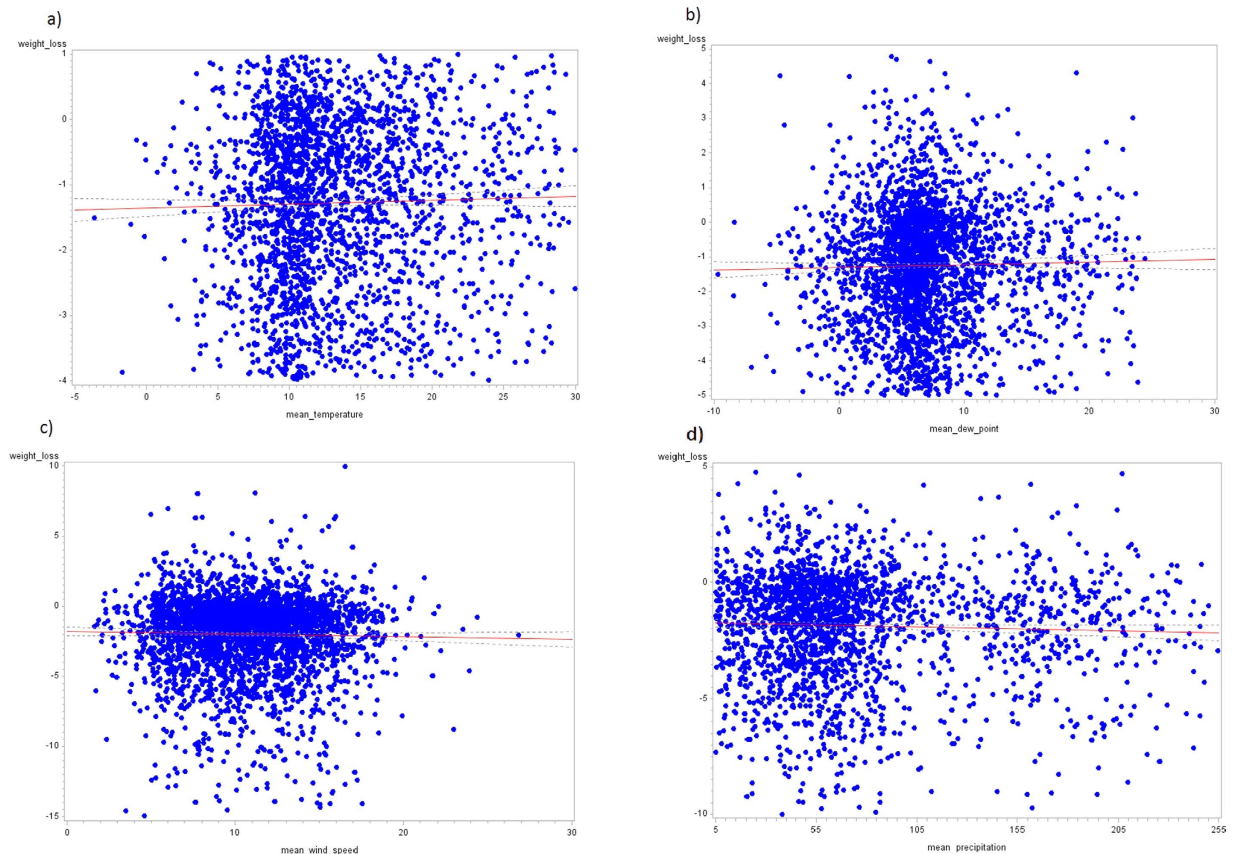 a)
weight_loss
1
0
-1
-2
-3
-4
-5 0 5 10 15 20 25 30
mean_temperature
b)
weight_loss
5
4
3
2
1
0
-1
-2
-3
-4
-5
-10 0 10 20 30
mean_dew_point
c)
weight_loss
10
5
0
-5
-10
-15
0 10 20 30
mean_wind_speed
d)
weight_loss
5
0
-5
-10
5 55 105 155 205 255
mean_precipitation